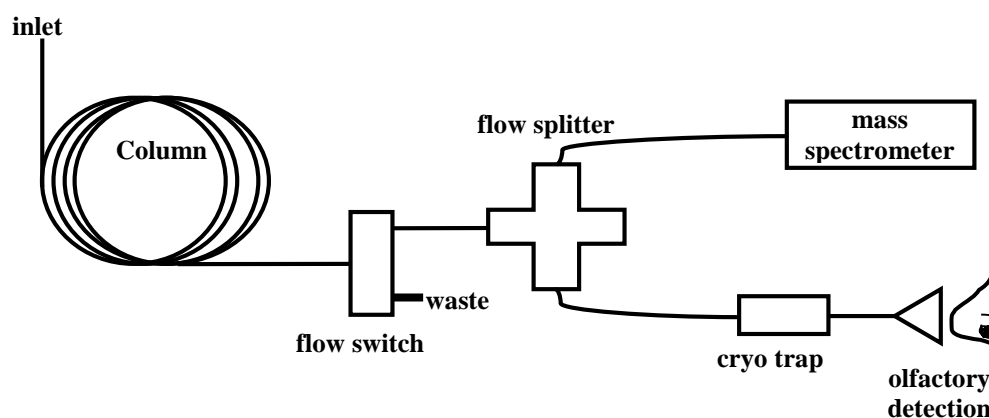 inlet
Column
flow splitter
mass
spectrometer
waste
flow switch
cryo trap
olfactory
detection